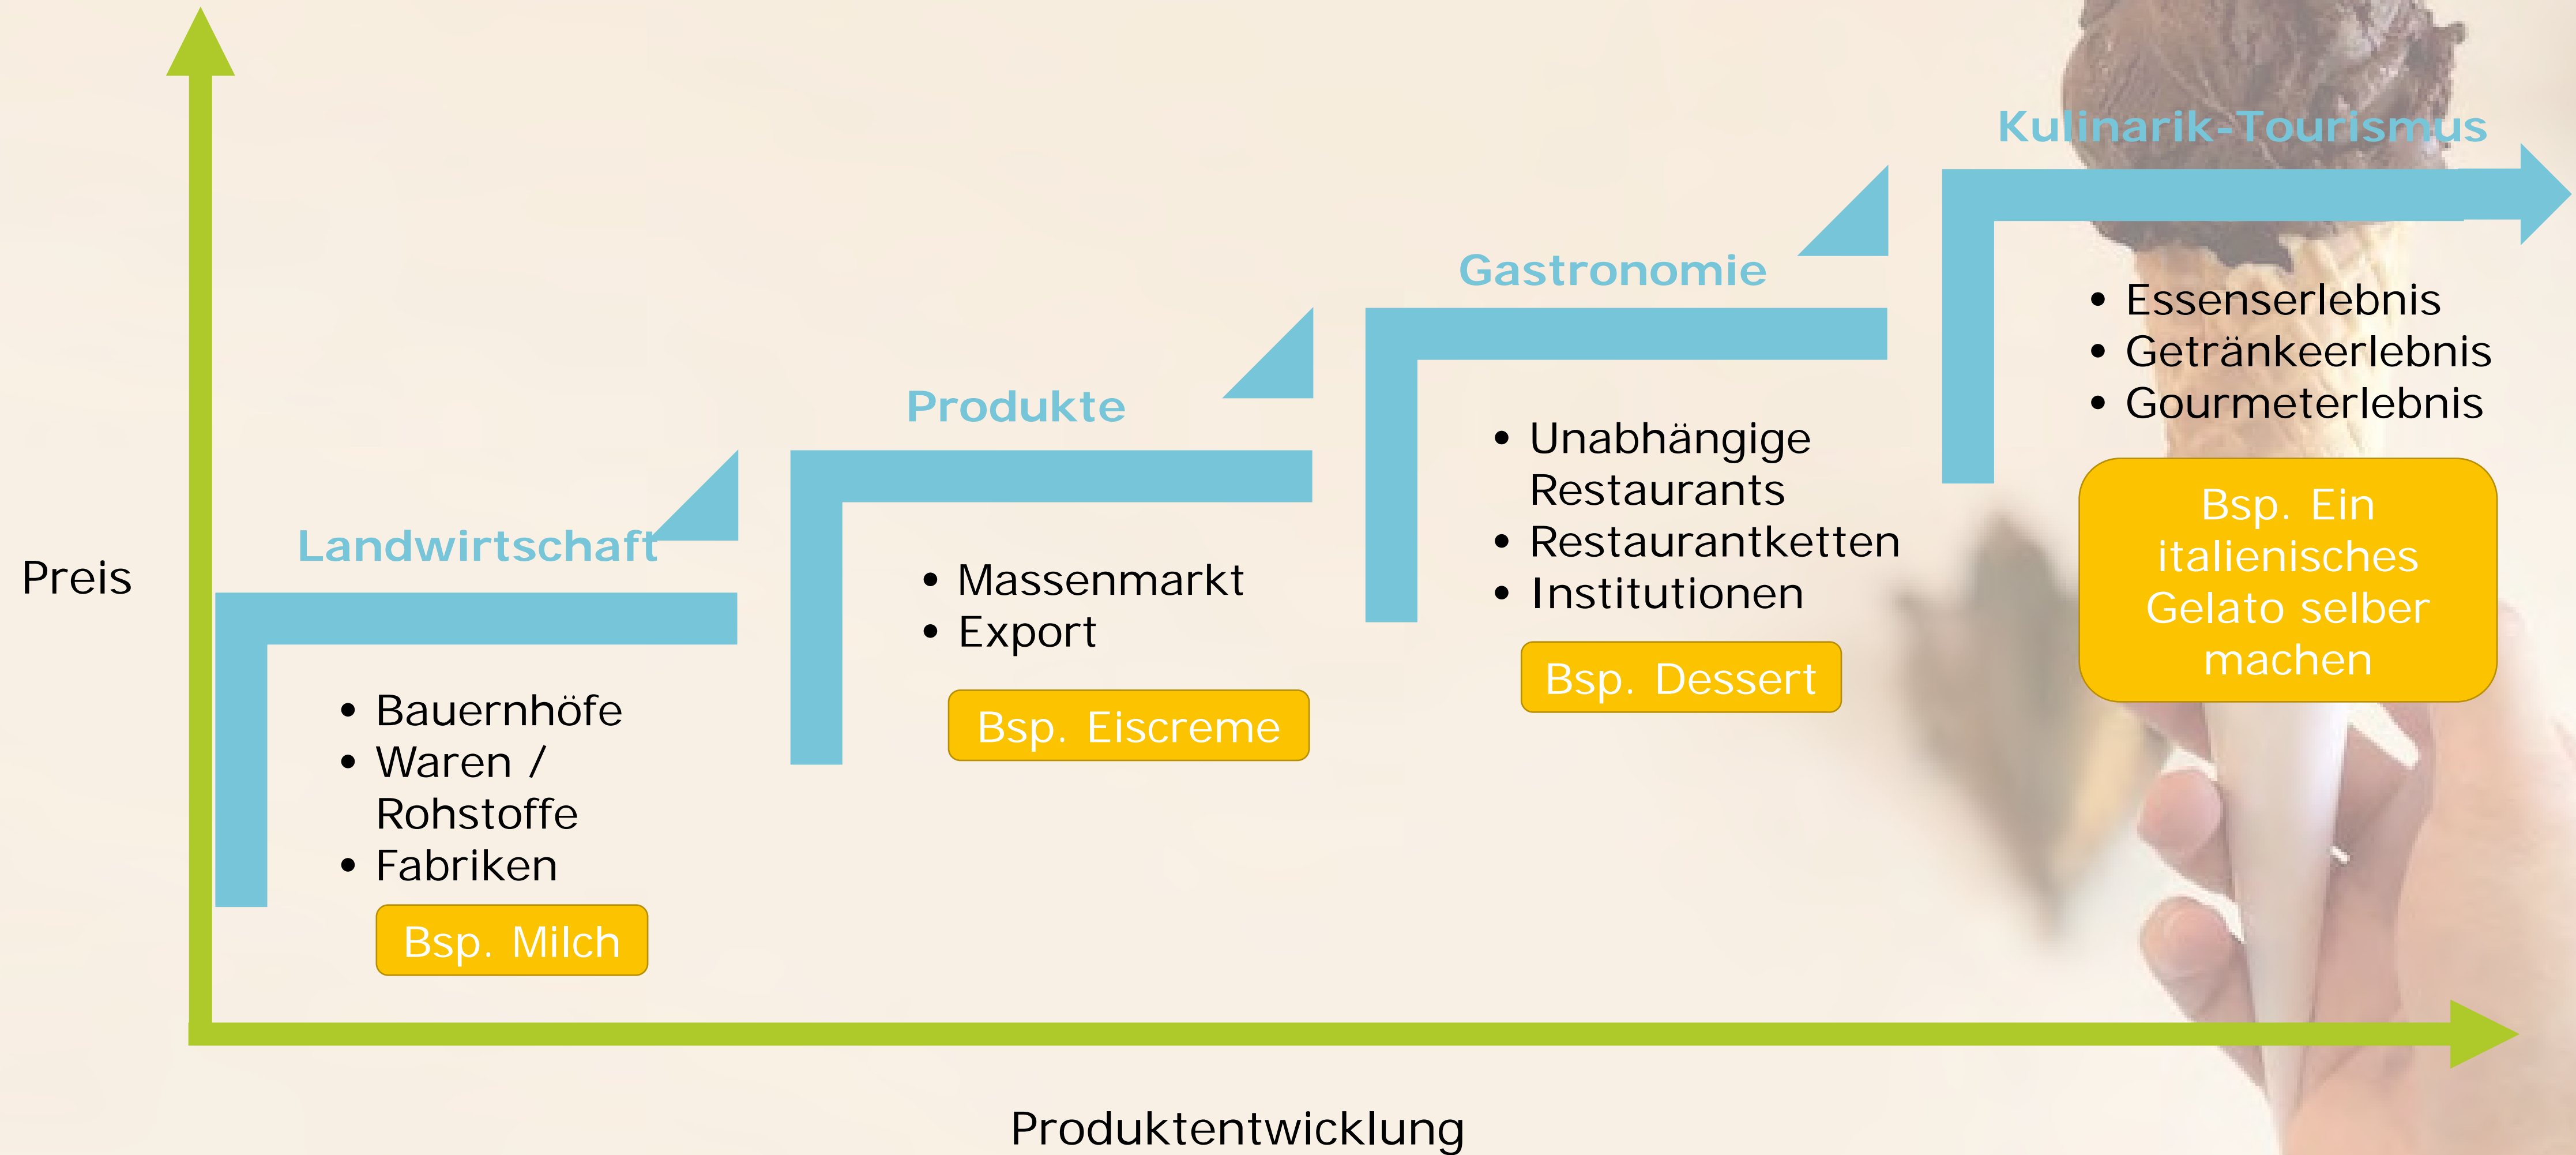 Preis
Landwirtschaft
• Bauernhöfe
• Waren /
Rohstoffe
• Fabriken
Bsp. Milch
Produkte
• Massenmarkt
• Export
Bsp. Eiscreme
Gastronomie
• Unabhängige
Restaurants
• Restaurantketten
• Institutionen
Bsp. Dessert
Kulinarik-Tourismus
• Essenserlebnis
• Getränkeerlebnis
• Gourmeterlebnis
Bsp. Ein
italienisches
Gelato selber
machen
Produktentwicklung